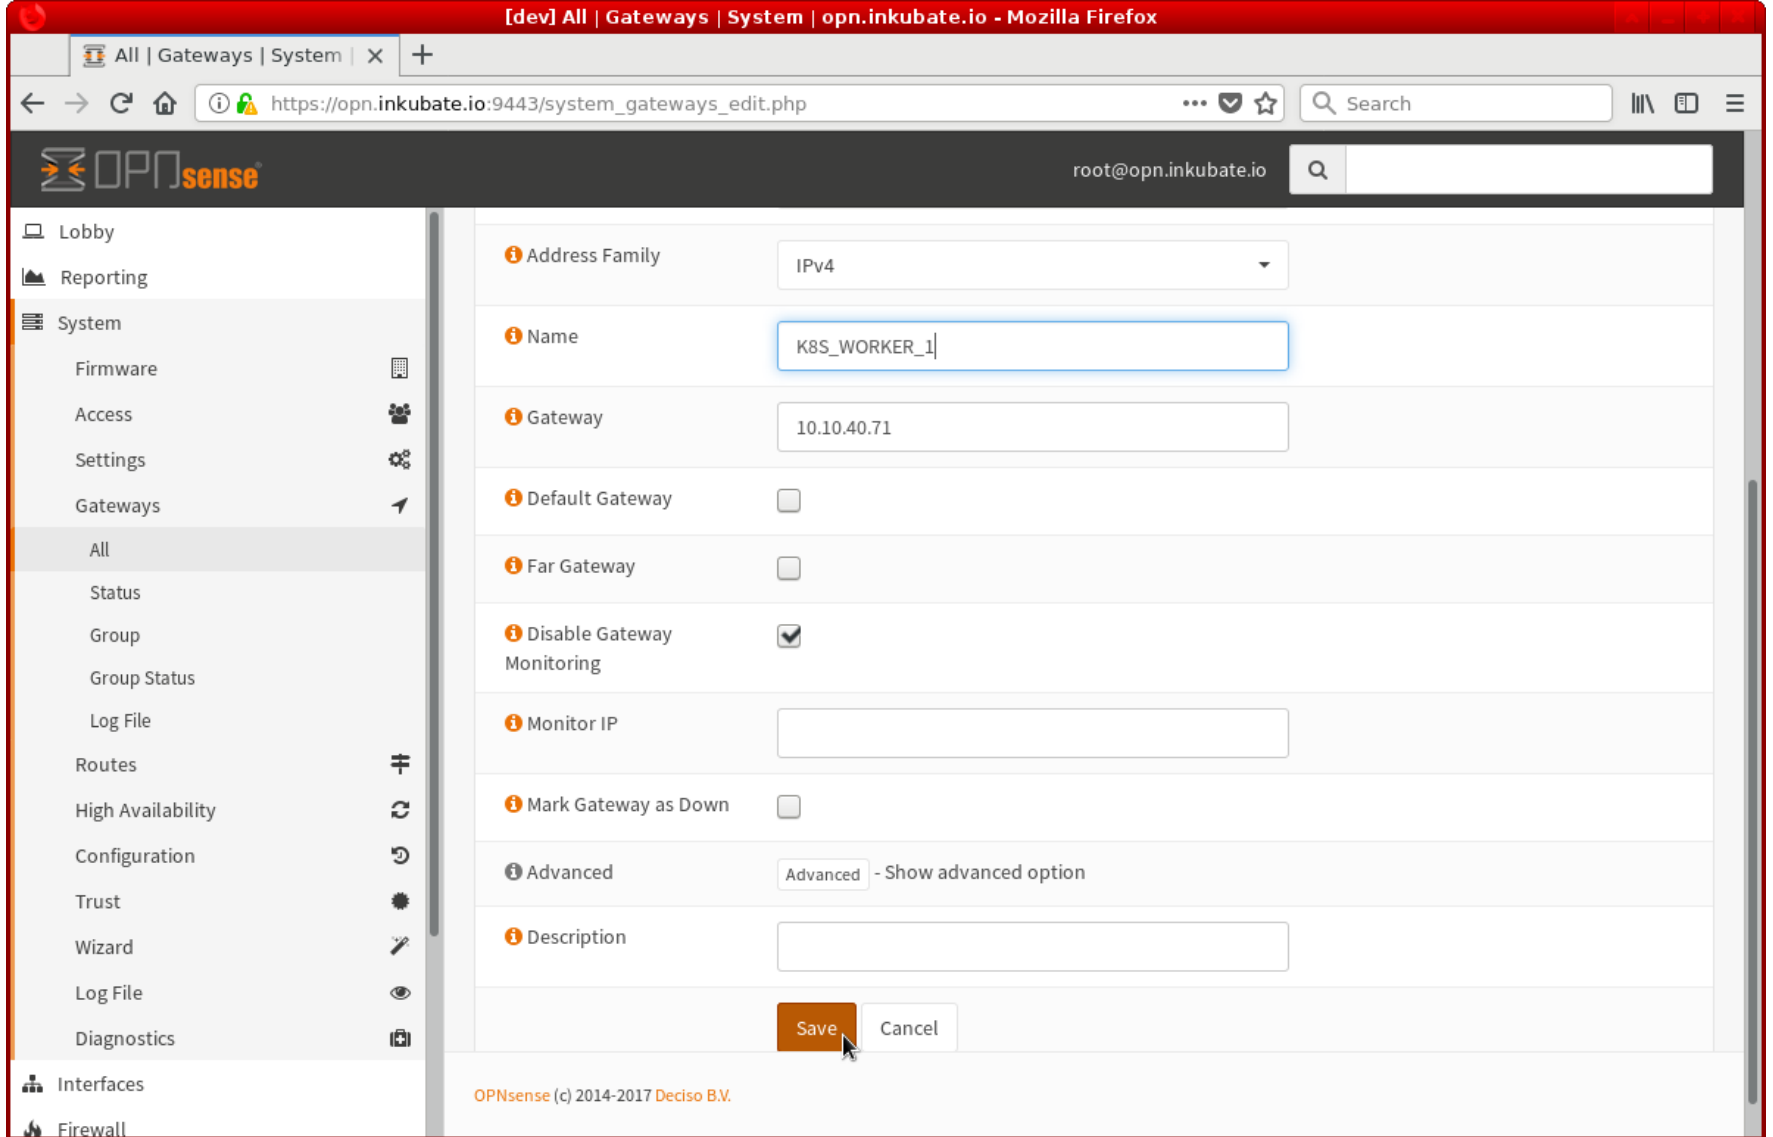 [dev] All | Gateways | System | opn.inkubate.io - Mozilla Firefox
All | Gateways | System |
https://opn.inkubate.io:9443/system_gateways_edit.php
Search
OPNsense
root@opn.inkubate.io
Lobby
Reporting
System
Firmware
Access
Settings
Gateways
All
Status
Group
Group Status
Log File
Routes
High Availability
Configuration
Trust
Wizard
Log File
Diagnostics
Interfaces
Firewall
Address Family
IPv4
Name
K8S_WORKER_1
Gateway
10.10.40.71
Default Gateway
Far Gateway
Disable Gateway
Monitoring
Monitor IP
Mark Gateway as Down
Advanced
Advanced - Show advanced option
Description
Save Cancel
OPNsense (c) 2014-2017 Deciso B.V.